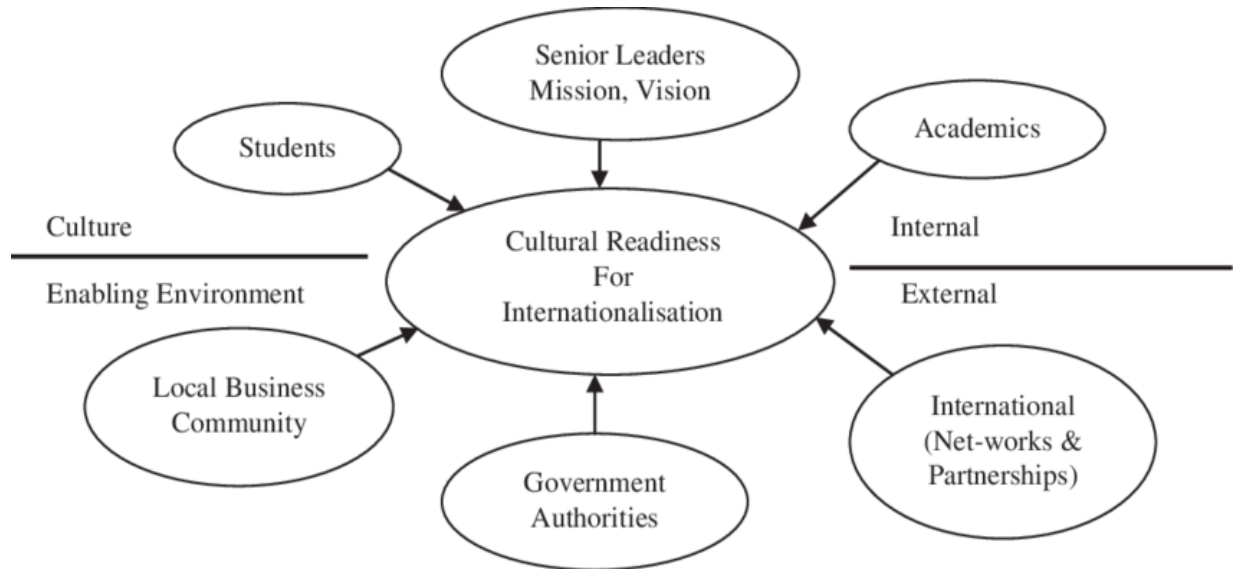 Senior Leaders
Mission, Vision
Students
Academics
Culture
Internal
Cultural Readiness
For
Internationalisation
Enabling Environment
External
Local Business
Community
International
(Net-works &
Partnerships)
Government
Authorities